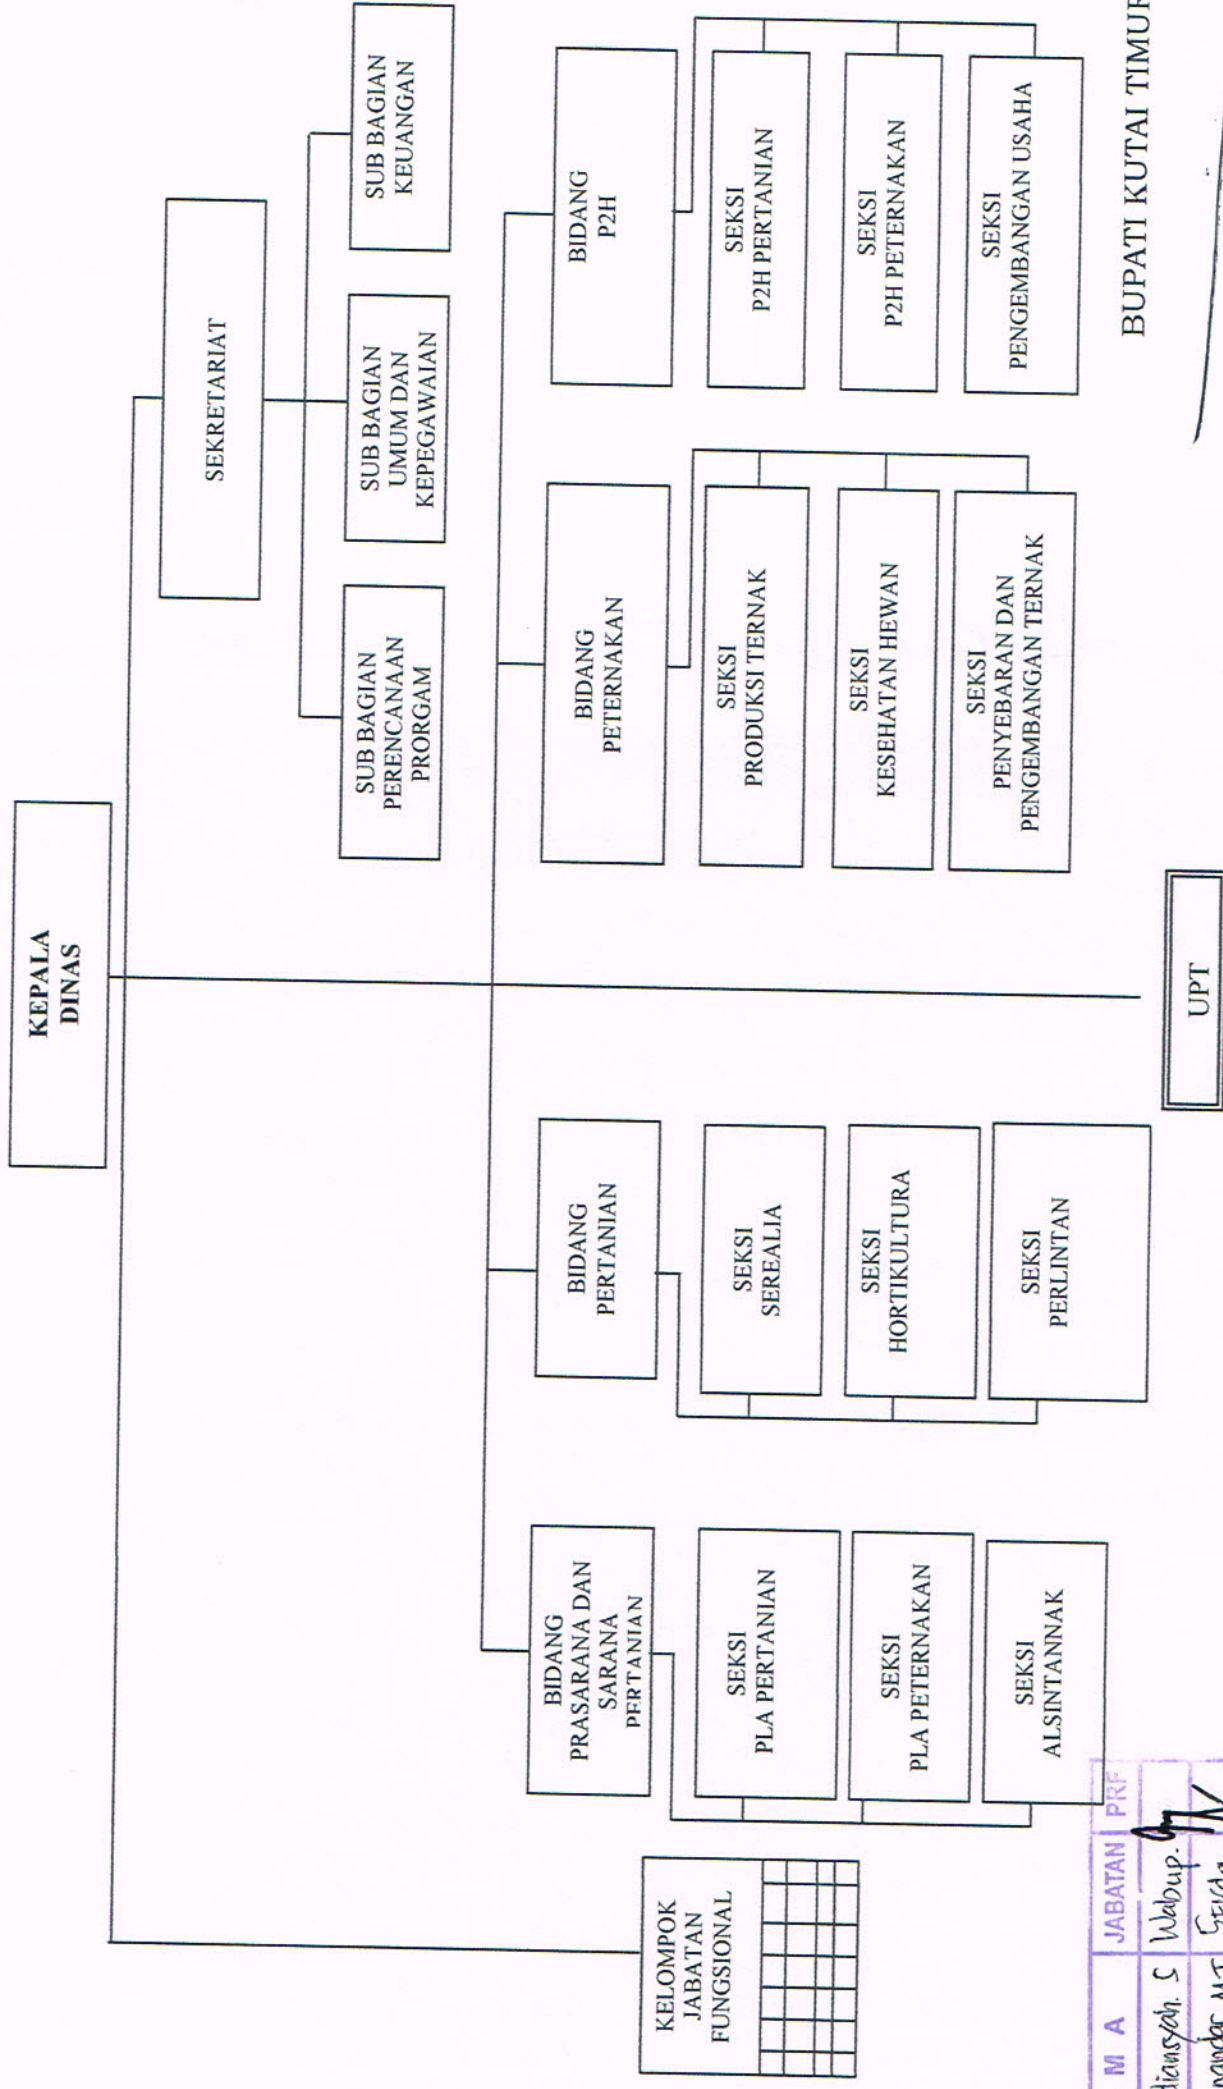 KEPALA
DINAS
SEKRETARIAT
SUB BAGIAN
PERENCANAAN
PRORGAM
SUB BAGIAN
UMUM DAN
KEPEGAWAIAN
SUB BAGIAN
KEUANGAN
KELOMPOK
JABATAN
FUNGSIONAL
BIDANG
PRASARANA DAN
SARANA
PERTANIAN
SEKSI
PLA PERTANIAN
SEKSI
PLA PETERNAKAN
SEKSI
ALSINTANNAK
BIDANG
PERTANIAN
SEKSI
SEREALIA
SEKSI
HORTIKULTURA
SEKSI
PERLINTAN
BIDANG
PETERNAKAN
SEKSI
PRODUKSI TERNAK
SEKSI
KESEHATAN HEWAN
SEKSI
PENYEBARAN DAN
PENGEMBANGAN TERNAK
BIDANG
P2H
SEKSI
P2H PERTANIAN
SEKSI
P2H PETERNAKAN
SEKSI
PENGEMBANGAN USAHA
UPT
BUPATI KUTAI TIMUR
M A JABATAN PRF
diansyah. S Wabup.